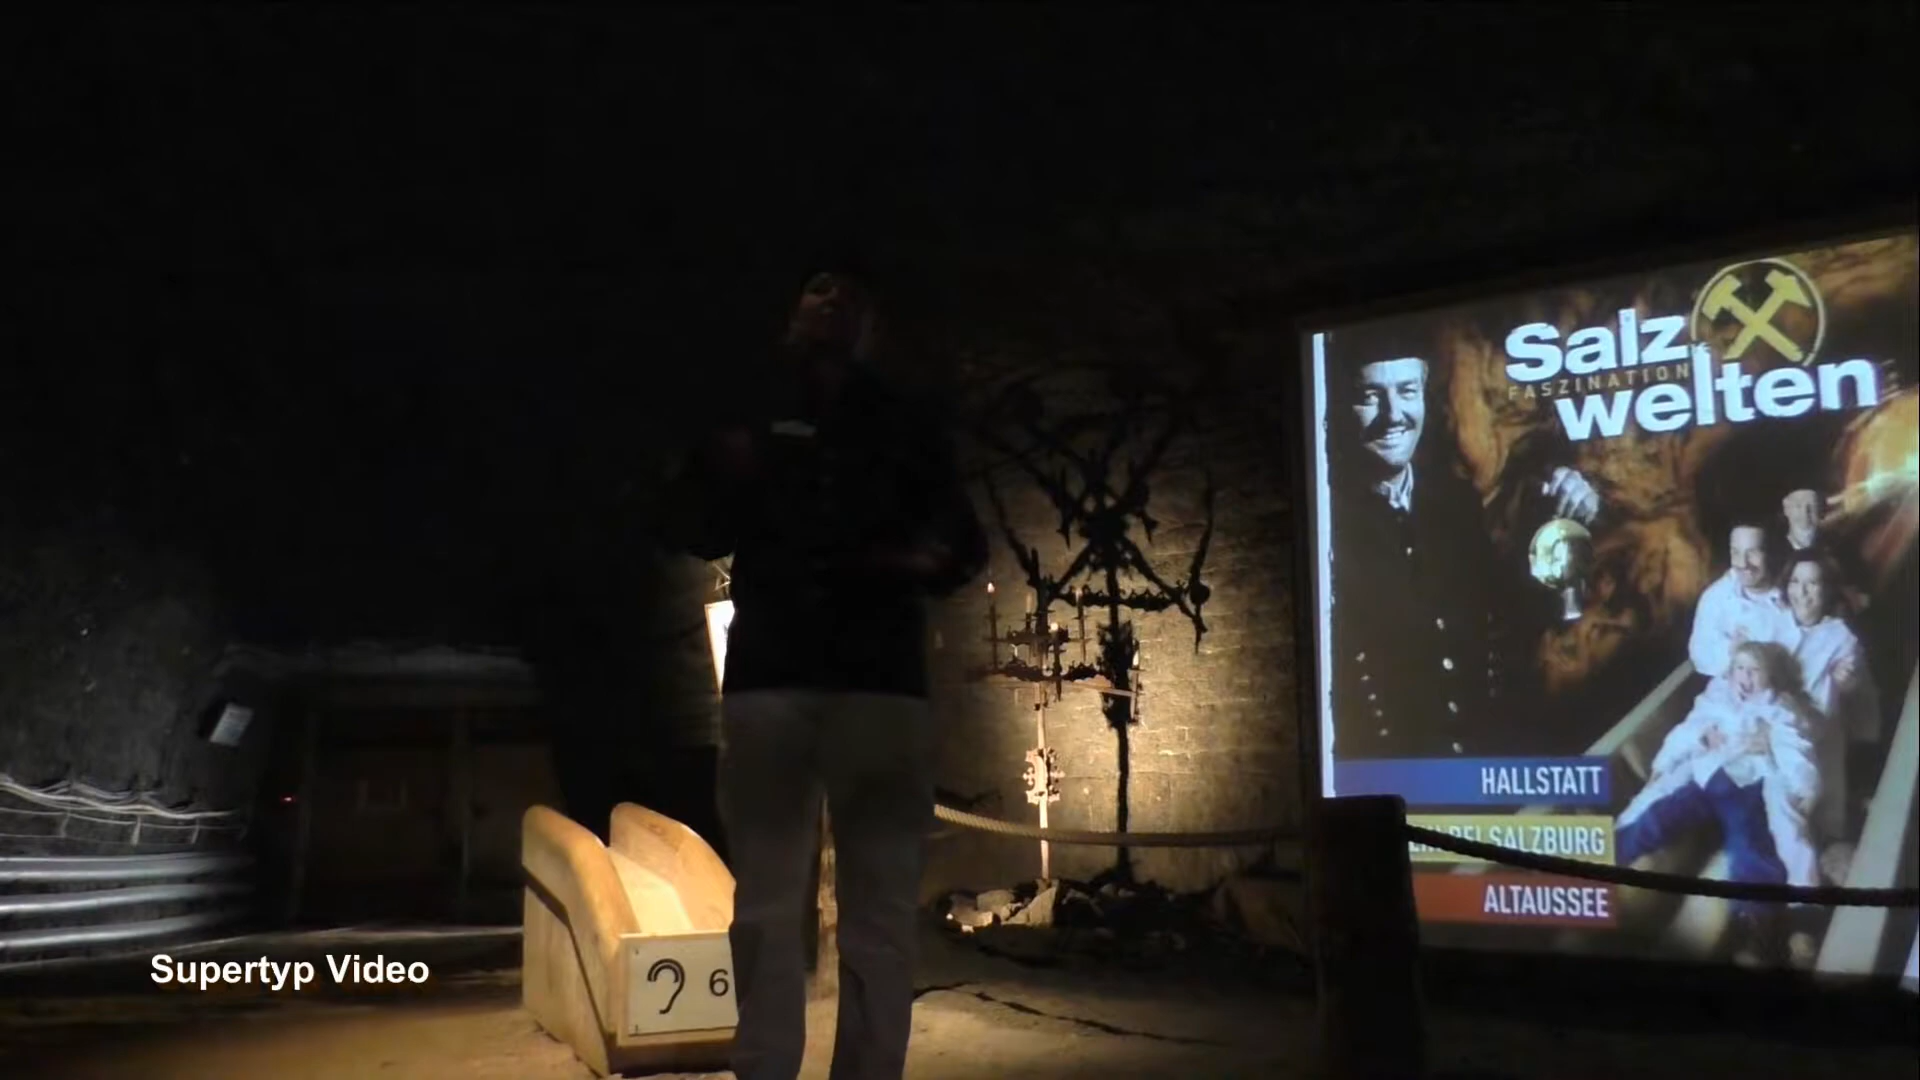 Salz
FASZINATION
welten
HALLSTATT
SALZBURG
ALTAUSSEE
6
Supertyp Video